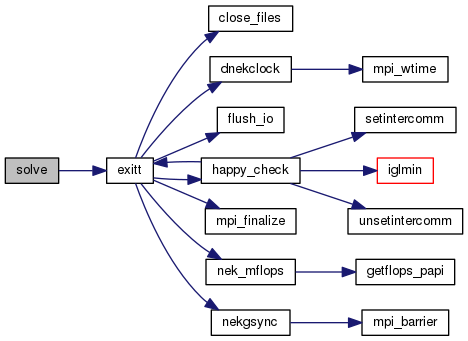 close_files
dnekclock
mpi_wtime
flush_io
setintercomm
solve
exitt
happy_check
iglmin
mpi_finalize
unsetintercomm
nek_mflops
getflops_papi
nekgsync
mpi_barrier